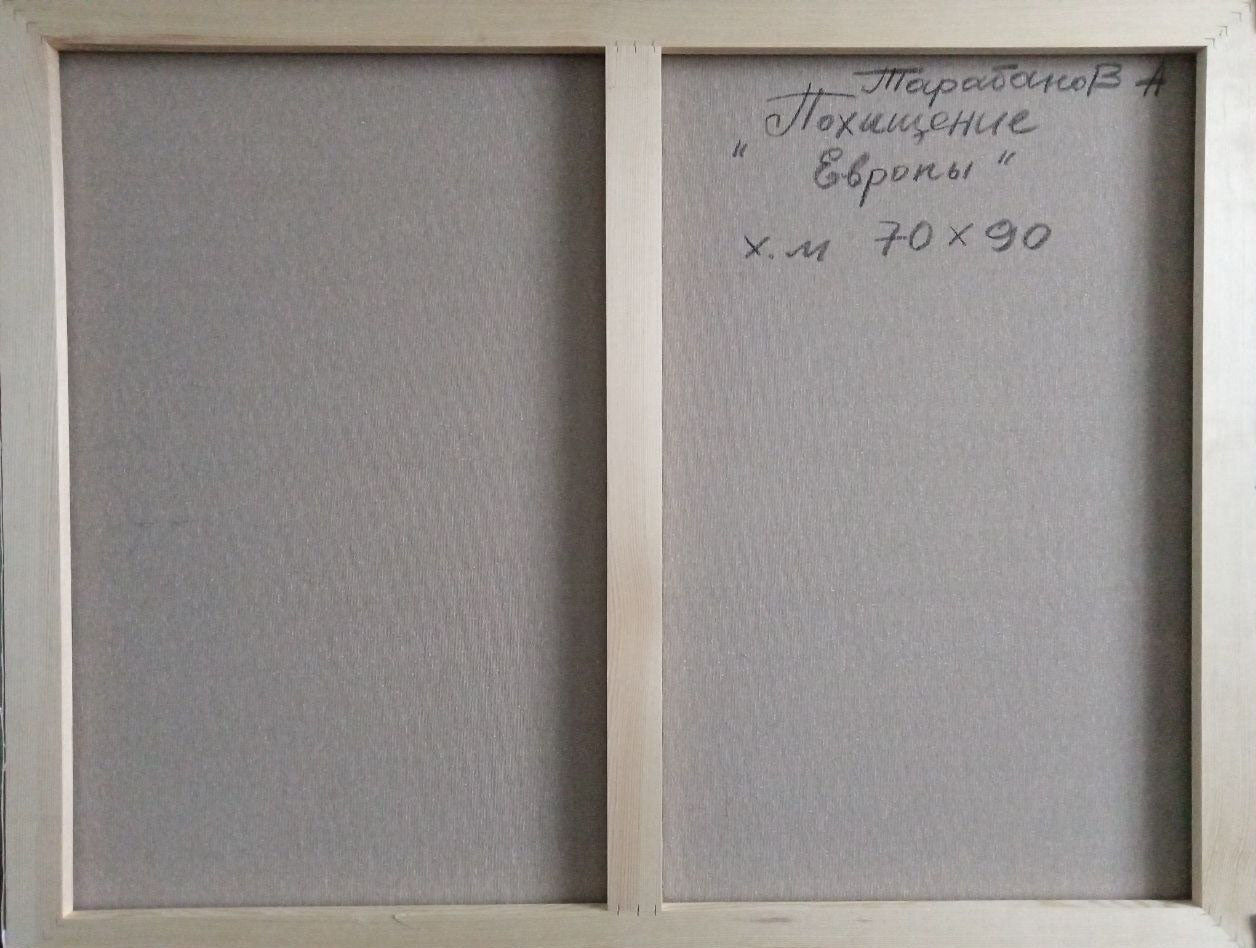 Тарабанов А
"Похищение
Европы"
х.м 70×90